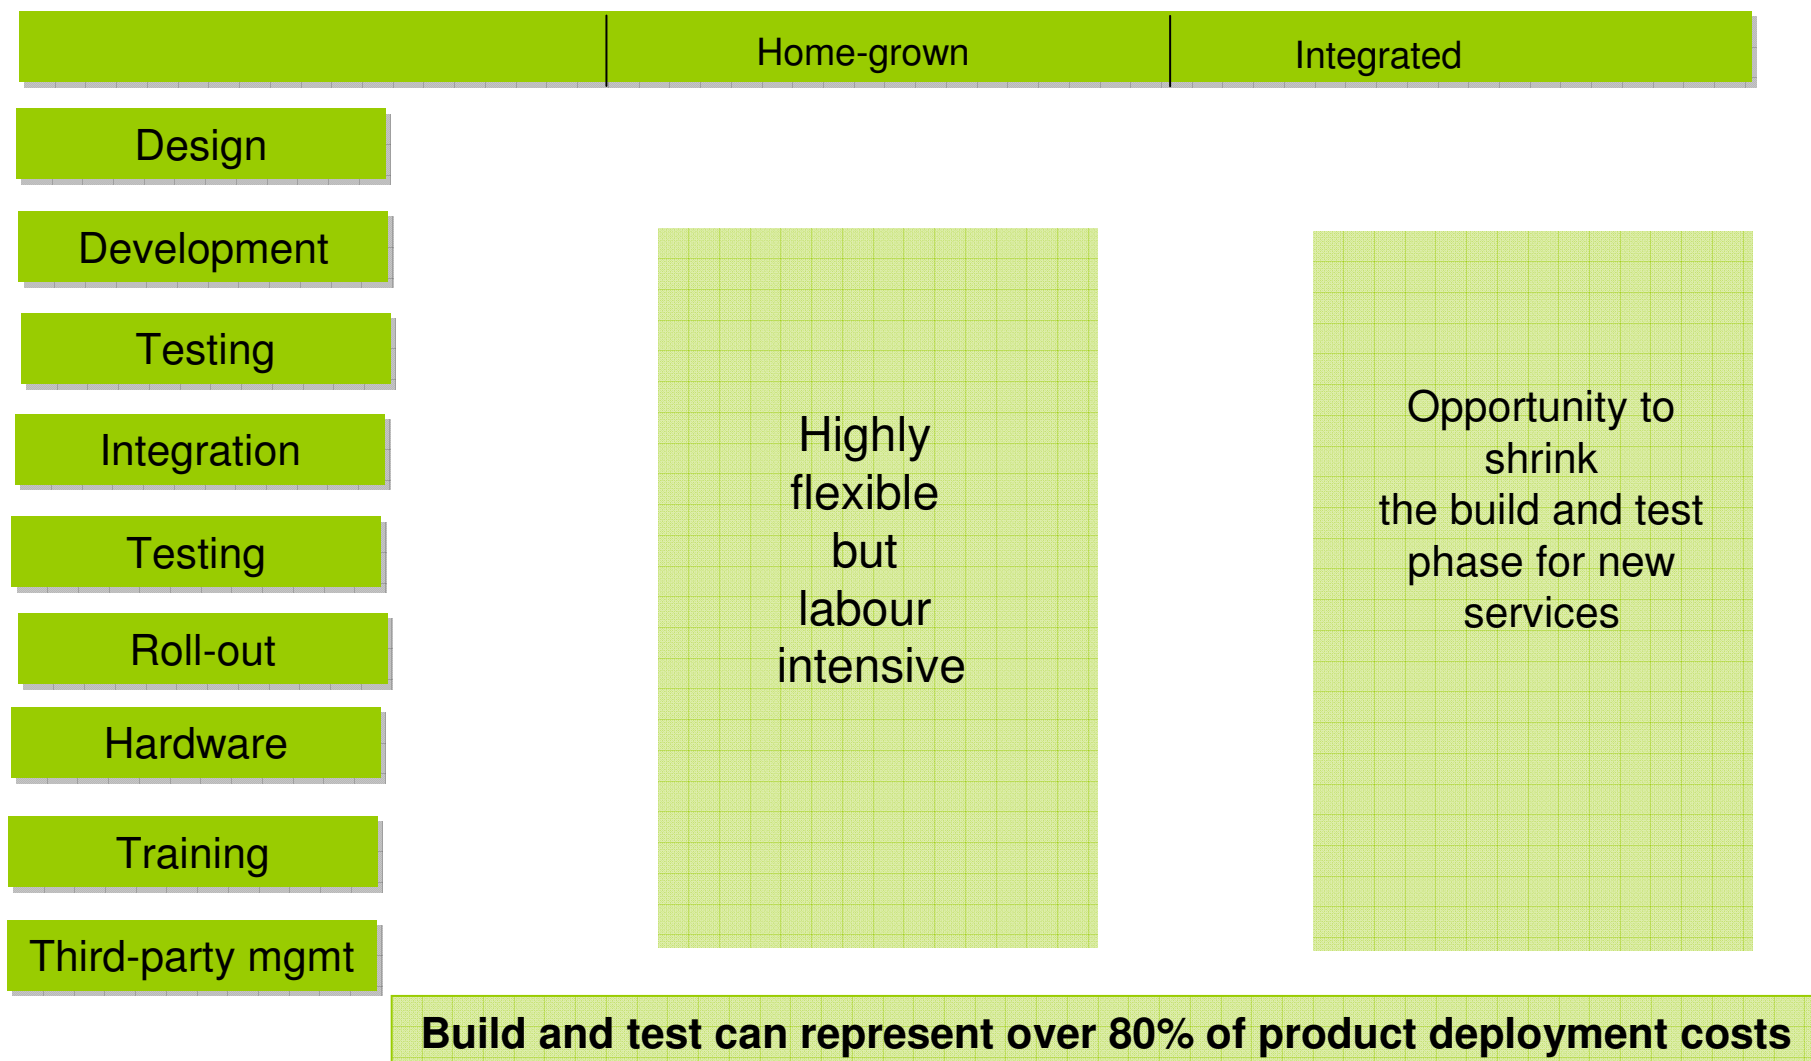 Home-grown
Integrated
Design
Development
Testing
Integration
Testing
Roll-out
Hardware
Training
Third-party mgmt
Highly
flexible
but
labour
intensive
Opportunity to
shrink
the build and test
phase for new
services
Build and test can represent over 80% of product deployment costs